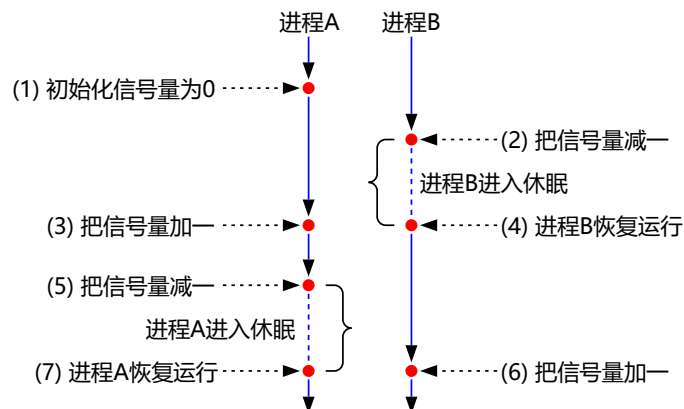 进程A 进程B
(1) 初始化信号量为0
(2) 把信号量减一
进程B进入休眠
(3) 把信号量加一
(4) 进程B恢复运行
(5) 把信号量减一
进程A进入休眠
(7) 进程A恢复运行
(6) 把信号量加一